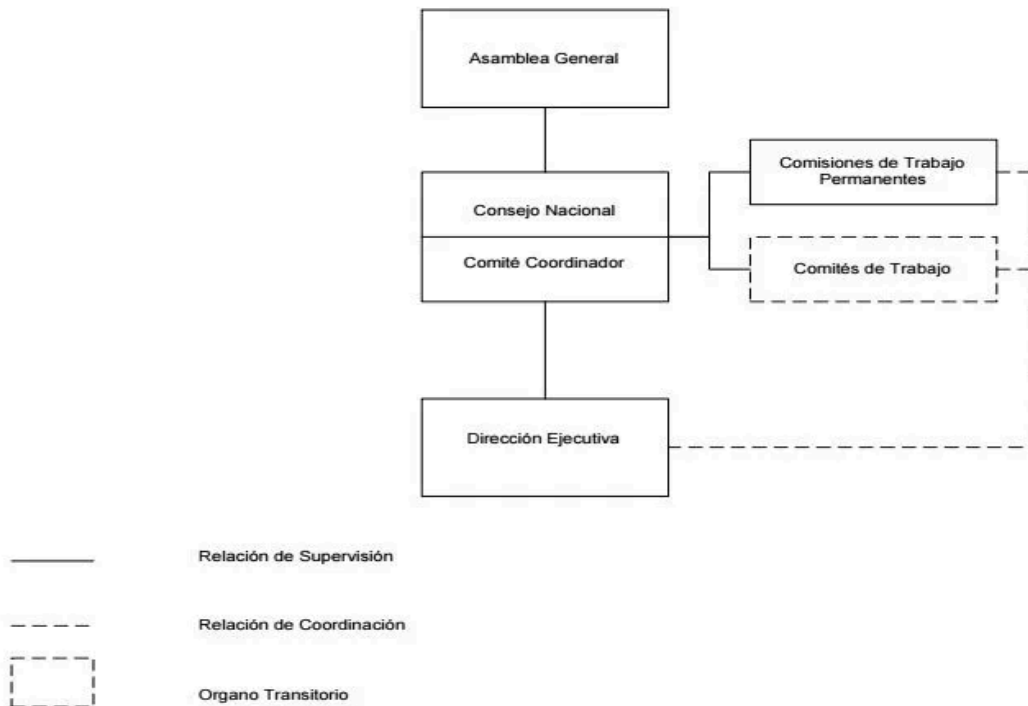 Asamblea General
Consejo Nacional
Comité Coordinador
Comisiones de Trabajo
Permanentes
Comités de Trabajo
Dirección Ejecutiva
Relación de Supervisión
Relación de Coordinación
Organo Transitorio